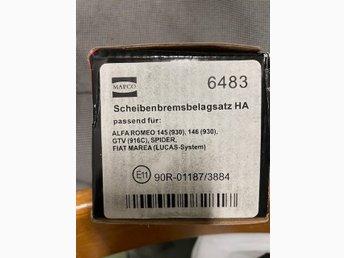 MAPCO
6483
Scheibenbremsbelagsatz HA
passend für:
ALFA ROMEO 145 (930), 146 (930),
GTV (916C), SPIDER,
FIAT MAREA (LUCAS-System)
E11 90R-01187/3884